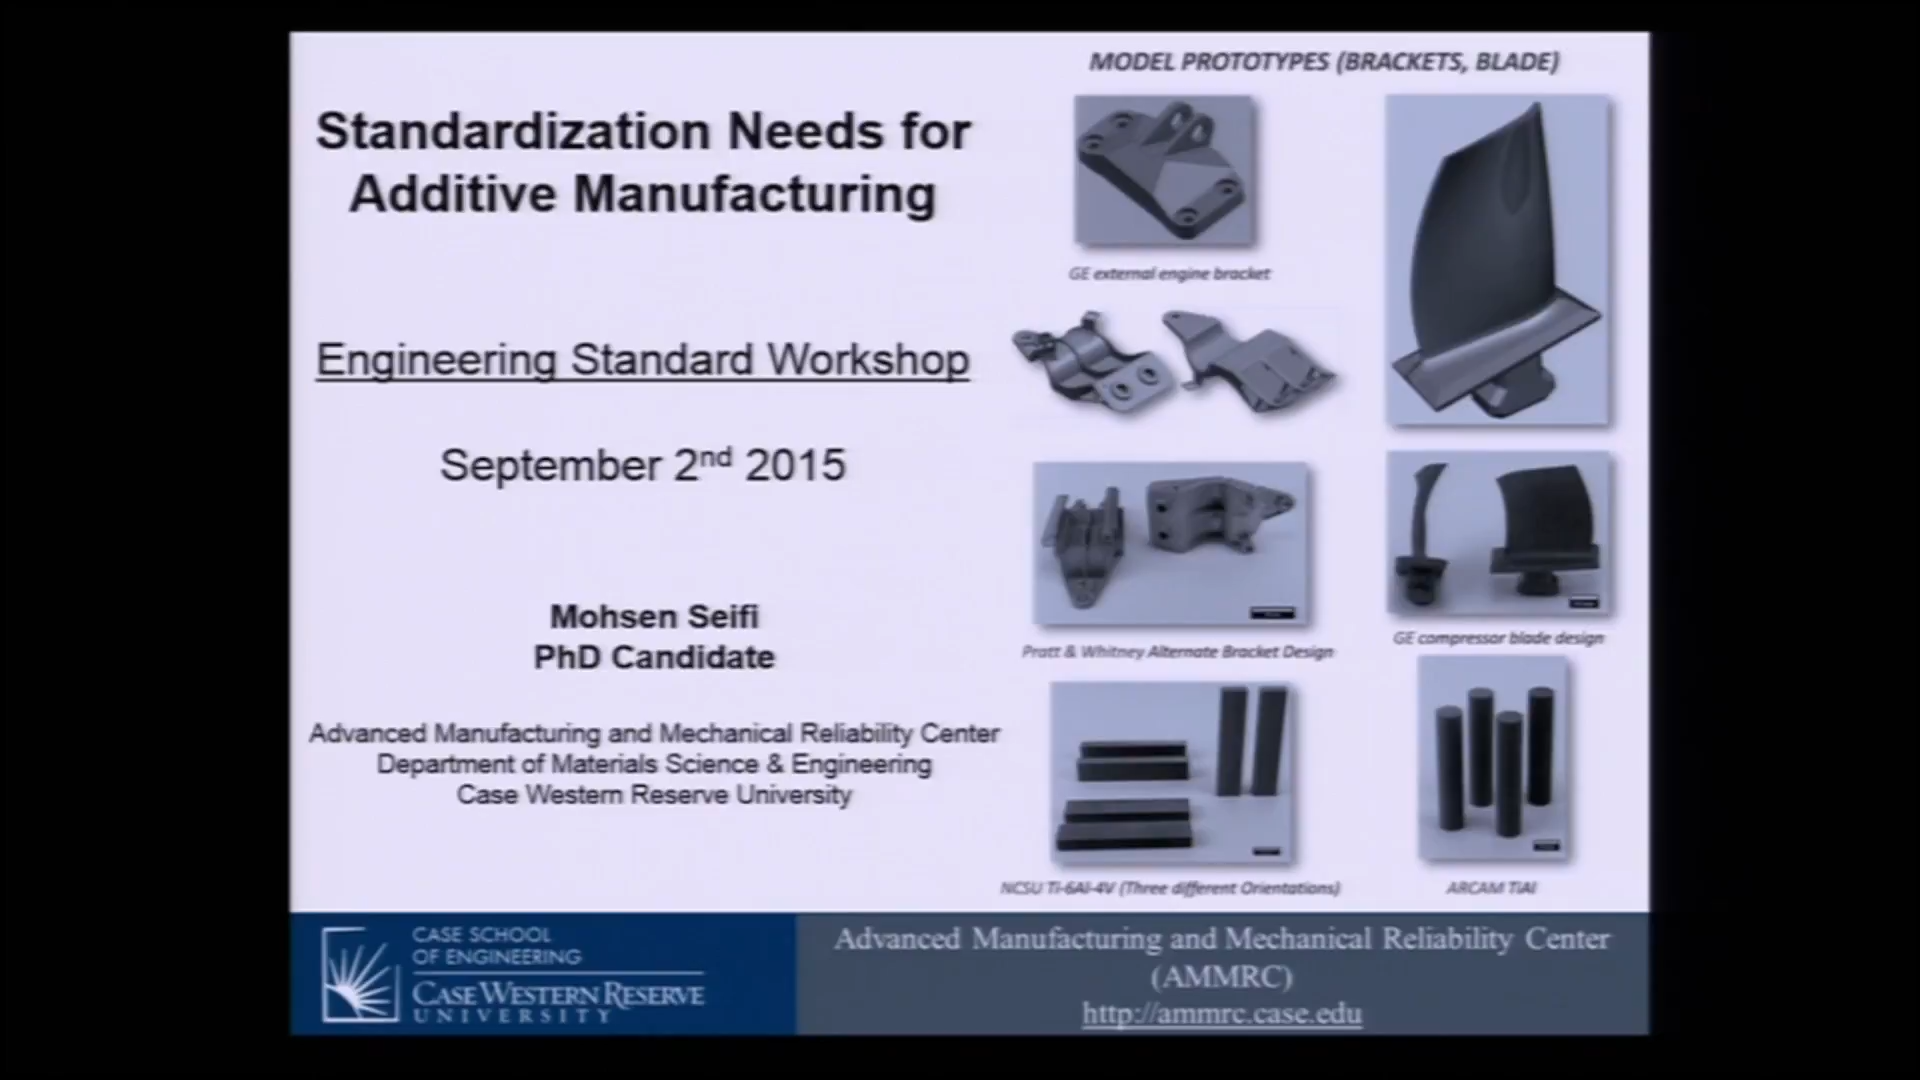 Standardization Needs for
Additive Manufacturing
Engineering Standard Workshop
September 2nd 2015
Mohsen Seifi
PhD Candidate
Advanced Manufacturing and Mechanical Reliability Center
Department of Materials Science & Engineering
Case Western Reserve University
MODEL PROTOTYPES (BRACKETS, BLADE)
GE external engine bracket
Pratt & Whitney Alternate Bracket Design
GE compressor blade design
NCSU Ti-6Al-4V (Three different Orientations)
ARCAM TiAl
CASE SCHOOL
OF ENGINEERING
CASE WESTERN RESERVE
UNIVERSITY
Advanced Manufacturing and Mechanical Reliability Center
(AMMRC)
http://ammrc.case.edu